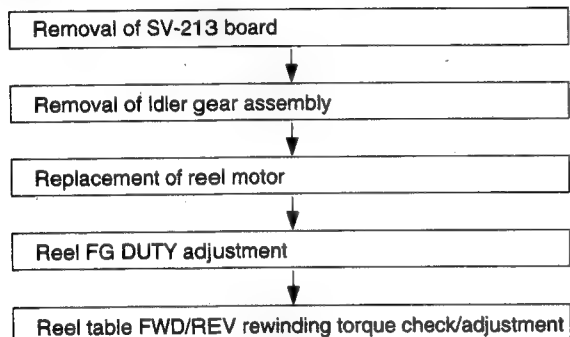 Removal of SV-213 board
Removal of Idler gear assembly
Replacement of reel motor
Reel FG DUTY adjustment
Reel table FWD/REV rewinding torque check/adjustment